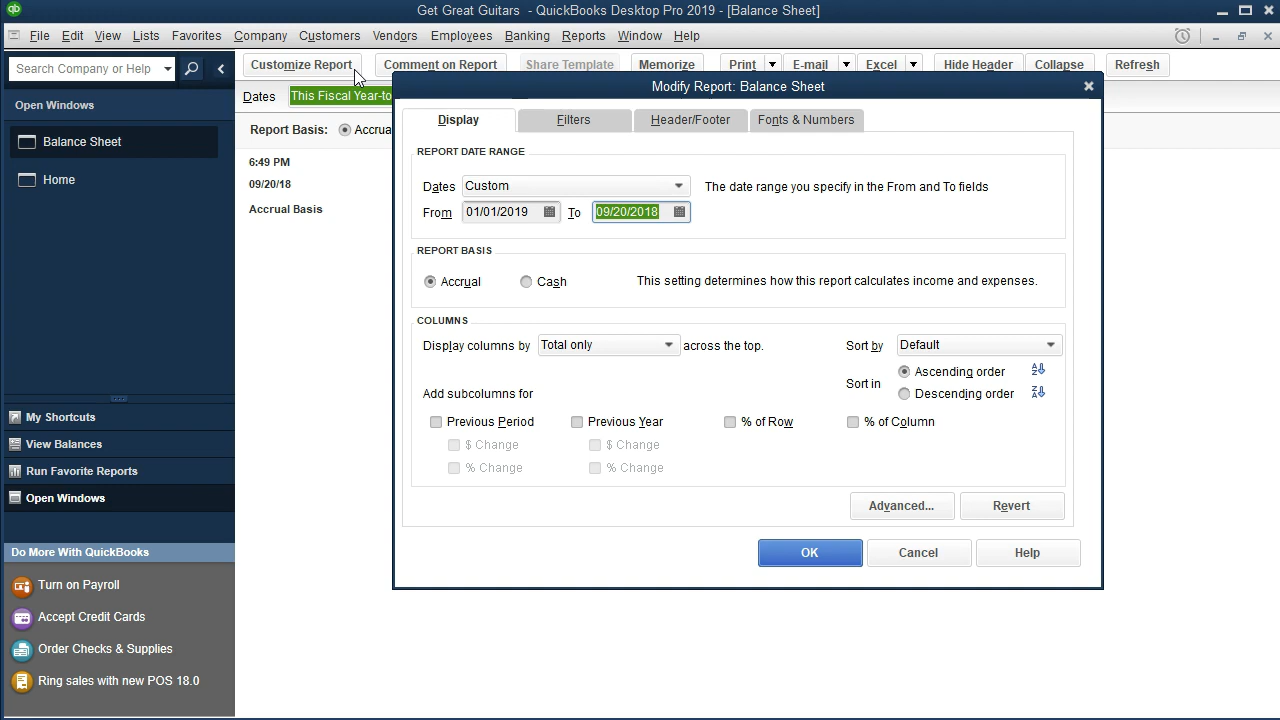 qb
Get Great Guitars - QuickBooks Desktop Pro 2019 - [Balance Sheet]
File Edit View Lists Favorites Company Customers Vendors Employees Banking Reports Window Help
Search Company or Help
Customize Report Comment on Report Share Template Memorize Print E-mail Excel Hide Header Collapse Refresh
Open Windows
Dates This Fiscal Year-to
Modify Report: Balance Sheet
Report Basis: Accrua
Balance Sheet
Home
6:49 PM
09/20/18
Accrual Basis
Display Filters Header/Footer Fonts & Numbers
REPORT DATE RANGE
Dates Custom The date range you specify in the From and To fields
From 01/01/2019 To 09/20/2018
REPORT BASIS
Accrual Cash This setting determines how this report calculates income and expenses.
COLUMNS
Display columns by Total only across the top. Sort by Default
Sort in Ascending order
Descending order
Add subcolumns for
Previous Period Previous Year % of Row % of Column
$ Change $ Change
% Change % Change
Advanced... Revert
OK Cancel Help
My Shortcuts
View Balances
Run Favorite Reports
Open Windows
Do More With QuickBooks
Turn on Payroll
Accept Credit Cards
Order Checks & Supplies
Ring sales with new POS 18.0